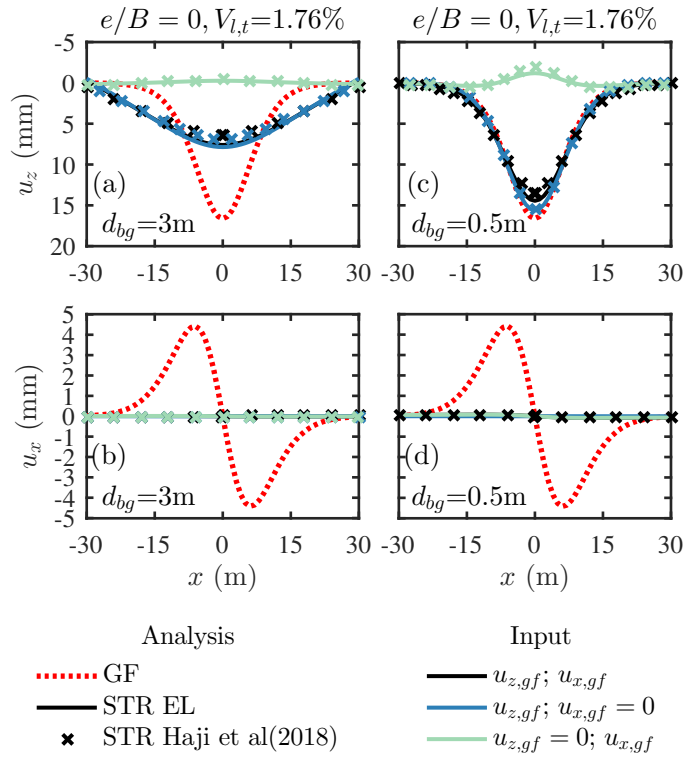 e/B = 0, V_{l,t}=1.76% e/B = 0, V_{l,t}=1.76%
-5
0
5
10
15
20
u_z (mm)
(a)
d_{bg}=3m
(c)
d_{bg}=0.5m
-30 -15 0 15 30 -30 -15 0 15 30
5
4
3
2
1
0
-1
-2
-3
-4
-5
u_x (mm)
(b)
d_{bg}=3m
(d)
d_{bg}=0.5m
-30 -15 0 15 30 -30 -15 0 15 30
x (m) x (m)
Analysis
GF
STR EL
STR Haji et al(2018)
Input
u_{z,gf}; u_{x,gf}
u_{z,gf}; u_{x,gf} = 0
u_{z,gf} = 0; u_{x,gf}